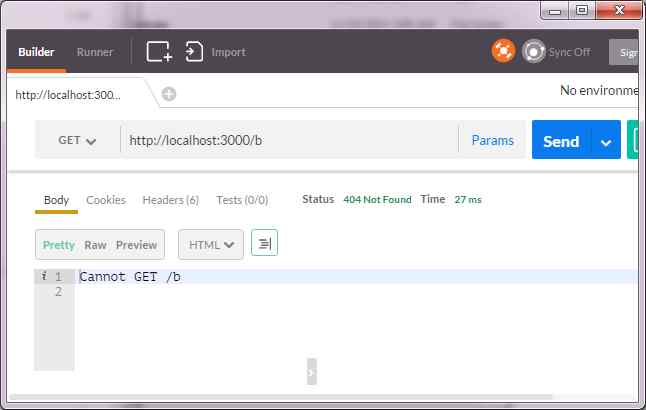 Builder Runner Import Sync Off Sign
http://localhost:300... No environme
GET http://localhost:3000/b Params Send
Body Cookies Headers (6) Tests (0/0) Status 404 Not Found Time 27 ms
Pretty Raw Preview HTML
i 1 Cannot GET /b
2